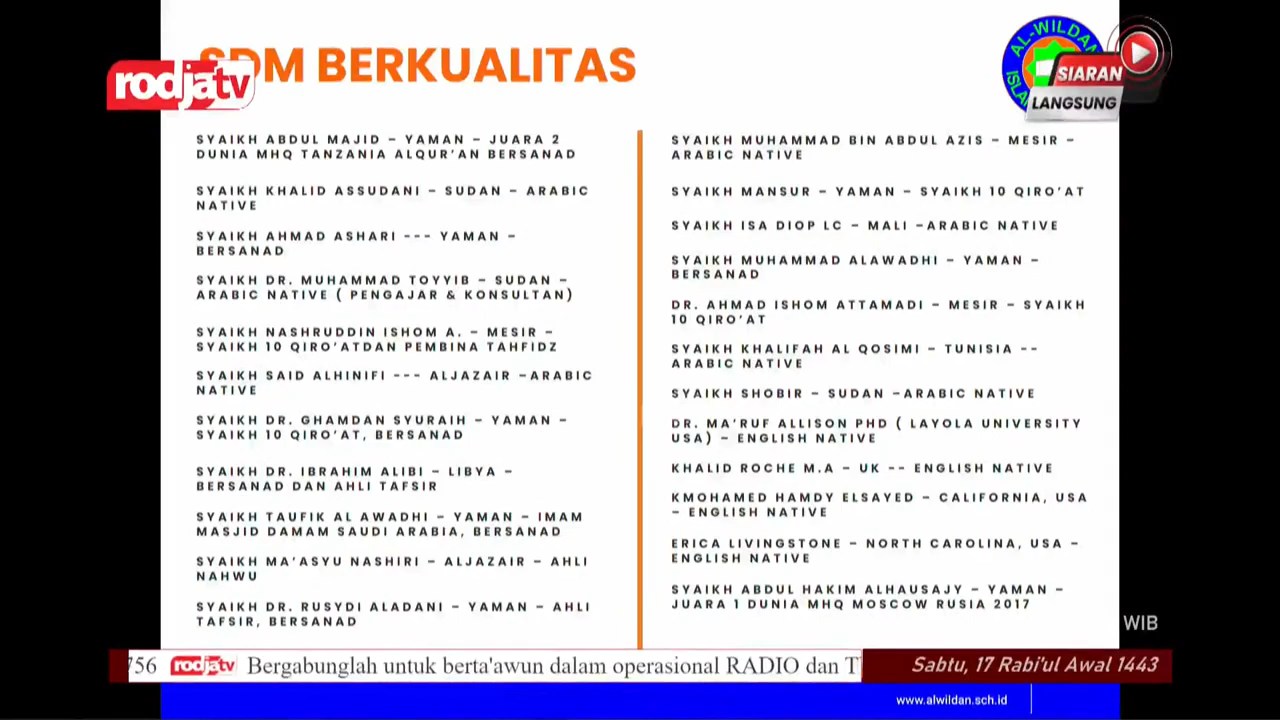 SDM BERKUALITAS
rodjatv
AL-WILDAN
SIARAN
LANGSUNG
SYAIKH ABDUL MAJID – YAMAN – JUARA 2
DUNIA MHQ TANZANIA ALQUR'AN BERSANAD
SYAIKH KHALID ASSUDANI – SUDAN – ARABIC
NATIVE
SYAIKH AHMAD ASHARI --- YAMAN –
BERSANAD
SYAIKH DR. MUHAMMAD TOYYIB – SUDAN –
ARABIC NATIVE ( PENGAJAR & KONSULTAN)
SYAIKH NASHRUDDIN ISHOM A. – MESIR –
SYAIKH 10 QIRO'ATDAN PEMBINA TAHFIDZ
SYAIKH SAID ALHINIFI --- ALJAZAIR –ARABIC
NATIVE
SYAIKH DR. GHAMDAN SYURAIH – YAMAN –
SYAIKH 10 QIRO'AT, BERSANAD
SYAIKH DR. IBRAHIM ALIBI – LIBYA –
BERSANAD DAN AHLI TAFSIR
SYAIKH TAUFIK AL AWADHI – YAMAN – IMAM
MASJID DAMAM SAUDI ARABIA, BERSANAD
SYAIKH MA'ASYU NASHIRI – ALJAZAIR – AHLI
NAHWU
SYAIKH DR. RUSYDI ALADANI – YAMAN – AHLI
TAFSIR, BERSANAD
SYAIKH MUHAMMAD BIN ABDUL AZIS – MESIR –
ARABIC NATIVE
SYAIKH MANSUR – YAMAN – SYAIKH 10 QIRO'AT
SYAIKH ISA DIOP LC – MALI –ARABIC NATIVE
SYAIKH MUHAMMAD ALAWADHI – YAMAN –
BERSANAD
DR. AHMAD ISHOM ATTAMADI – MESIR – SYAIKH
10 QIRO'AT
SYAIKH KHALIFAH AL QOSIMI – TUNISIA --
ARABIC NATIVE
SYAIKH SHOBIR – SUDAN –ARABIC NATIVE
DR. MA'RUF ALLISON PHD ( LAYOLA UNIVERSITY
USA) – ENGLISH NATIVE
KHALID ROCHE M.A – UK -- ENGLISH NATIVE
KMOHAMED HAMDY ELSAYED – CALIFORNIA, USA
– ENGLISH NATIVE
ERICA LIVINGSTONE – NORTH CAROLINA, USA –
ENGLISH NATIVE
SYAIKH ABDUL HAKIM ALHAUSAJY – YAMAN –
JUARA 1 DUNIA MHQ MOSCOW RUSIA 2017
WIB
756 rodjatv Bergabunglah untuk berta'awun dalam operasional RADIO dan T
Sabtu, 17 Rabi'ul Awal 1443
www.alwildan.sch.id